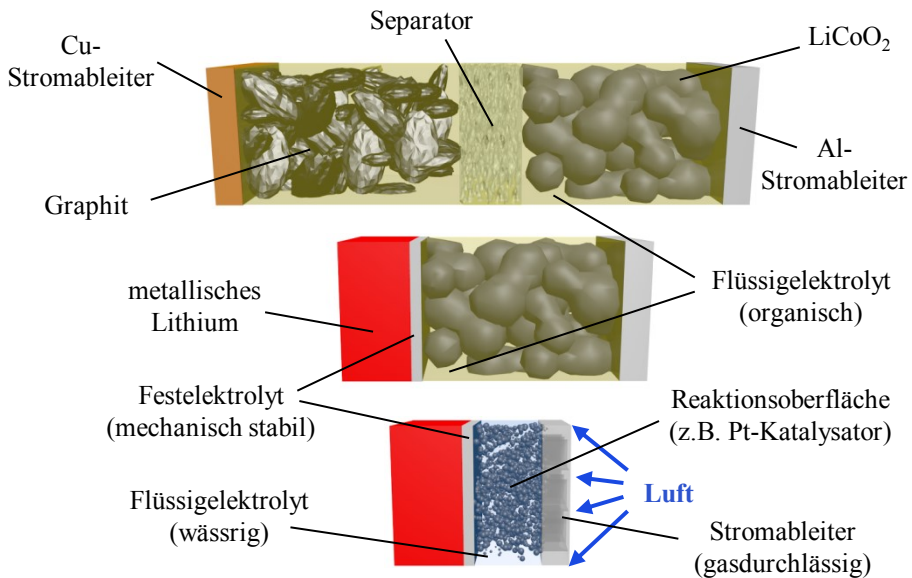 Cu-
Stromableiter
Separator
LiCoO2
Graphit
Al-
Stromableiter
metallisches
Lithium
Flüssigelektrolyt
(organisch)
Festelektrolyt
(mechanisch stabil)
Reaktionsoberfläche
(z.B. Pt-Katalysator)
Flüssigelektrolyt
(wässrig)
Luft
Stromableiter
(gasdurchlässig)